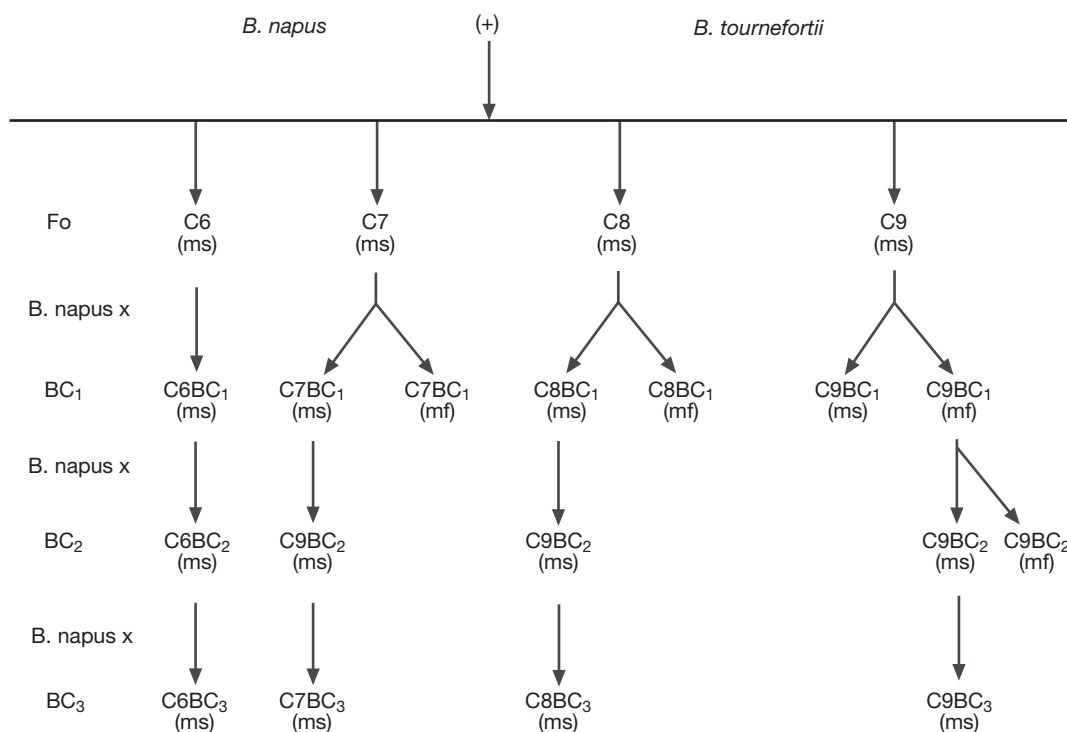 B. napus (+) B. tournefortii
Fo C6 C7 C8 C9
(ms) (ms) (ms) (ms)
B. napus x
BC₁ C6BC₁ C7BC₁ C7BC₁ C8BC₁ C8BC₁ C9BC₁ C9BC₁
(ms) (ms) (mf) (ms) (mf) (ms) (mf)
B. napus x
BC₂ C6BC₂ C9BC₂ C9BC₂ C9BC₂ C9BC₂
(ms) (ms) (ms) (ms) (mf)
B. napus x
BC₃ C6BC₃ C7BC₃ C8BC₃ C9BC₃
(ms) (ms) (ms) (ms)